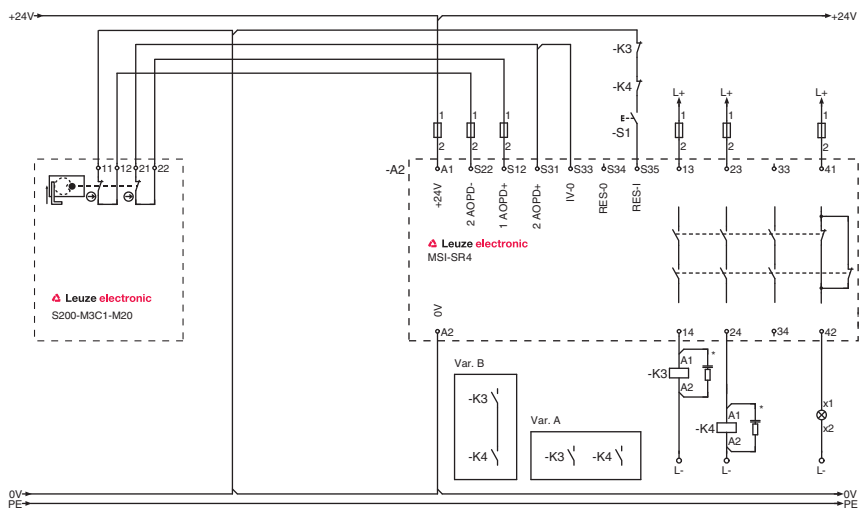 +24V
+24V
-K3
-K4
-S1
L+
L+
L+
1
1
1
1
1
1
2
2
2
2
2
2
11
12
21
22
-A2
A1
S22
S12
S31
S33
S34
S35
13
23
33
41
+24V
2 AOPD-
1 AOPD+
2 AOPD+
IV-0
RES-0
RES-I
Leuze electronic
MSI-SR4
Leuze electronic
S200-M3C1-M20
0V
A2
14
24
34
42
Var. B
-K3
-K4
Var. A
-K3
-K4
-K3
A1
A2
*
-K4
A1
A2
*
x1
x2
L-
L-
L-
0V
PE
0V
PE